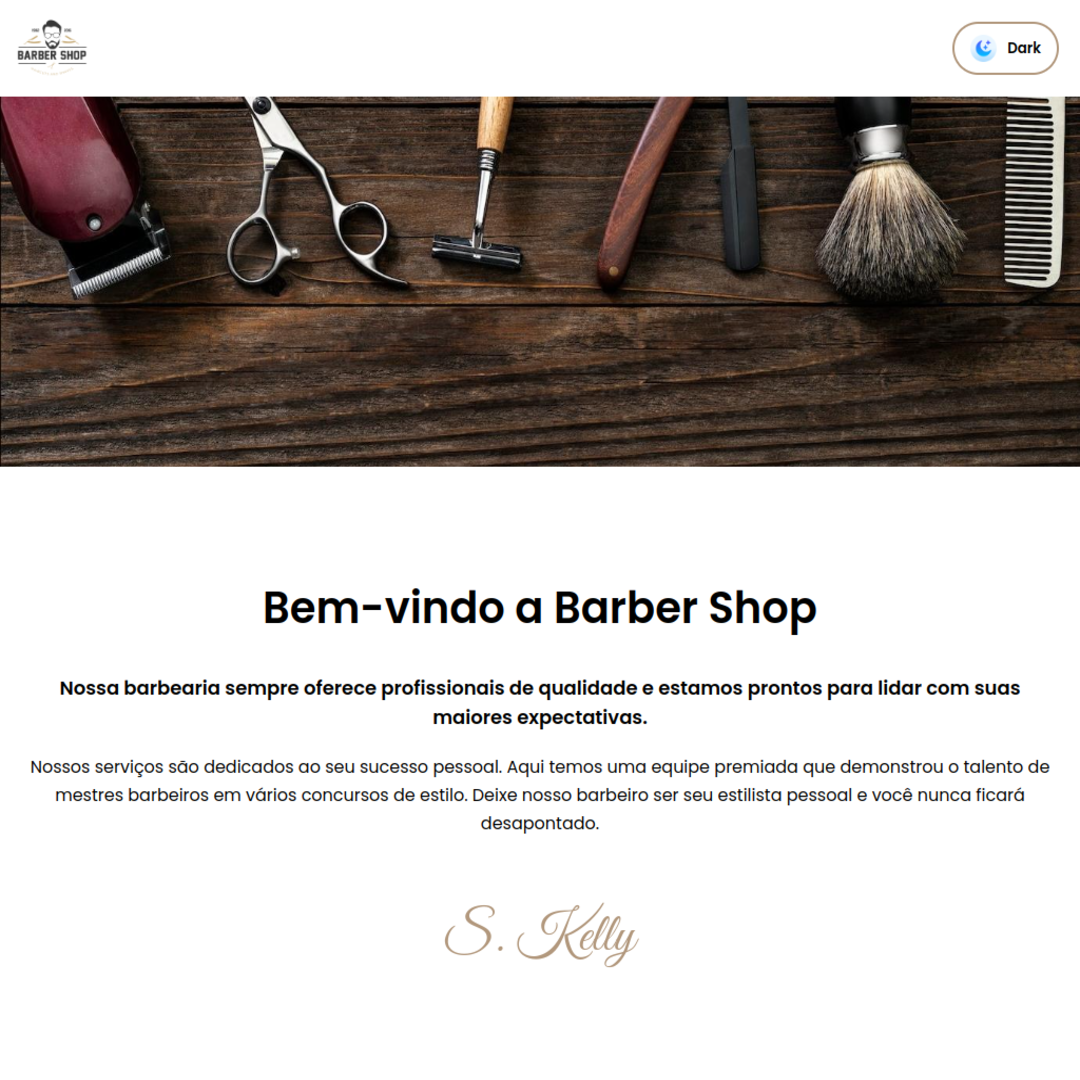 BARBER SHOP
Dark
Bem-vindo a Barber Shop
Nossa barbearia sempre oferece profissionais de qualidade e estamos prontos para lidar com suas
maiores expectativas.
Nossos serviços são dedicados ao seu sucesso pessoal. Aqui temos uma equipe premiada que demonstrou o talento de
mestres barbeiros em vários concursos de estilo. Deixe nosso barbeiro ser seu estilista pessoal e você nunca ficará
desapontado.
S. Kelly